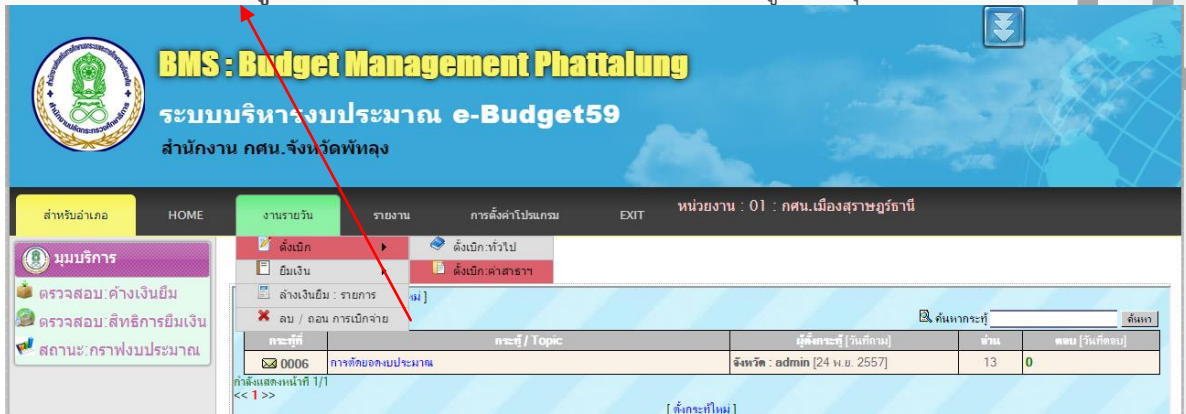 BMS : Budget Management Phattalung
ระบบบริหารงบประมาณ e-Budget59
สำนักงาน กศน.จังหวัดพัทลุง
สำหรับอำเภอ HOME งานรายวัน รายงาน การตั้งค่าโปรแกรม EXIT หน่วยงาน : 01 : กศน.เมืองสุราษฎร์ธานี
มุมบริการ
ตรวจสอบ:ค้างเงินยืม
ตรวจสอบ:สิทธิการยืมเงิน
สถานะ:กราฟงบประมาณ
ตั้งเบิก
ยืมเงิน
ล้างเงินยืม : รายการ
ลบ / ถอน การเบิกจ่าย
ตั้งเบิก:ทั่วไป
ตั้งเบิก:ค่าสาธาฯ
ใหม่ ]
ค้นหากระทู้ ค้นหา
กระทู้ที่ กระทู้ / Topic ผู้ตั้งกระทู้ [วันที่ถาม] อ่าน ตอบ [วันที่ตอบ]
0006 การตัดยอดงบประมาณ จังหวัด : admin [24 พ.ย. 2557] 13 0
กำลังแสดงหน้าที่ 1/1
<< 1 >>
[ ตั้งกระทู้ใหม่ ]